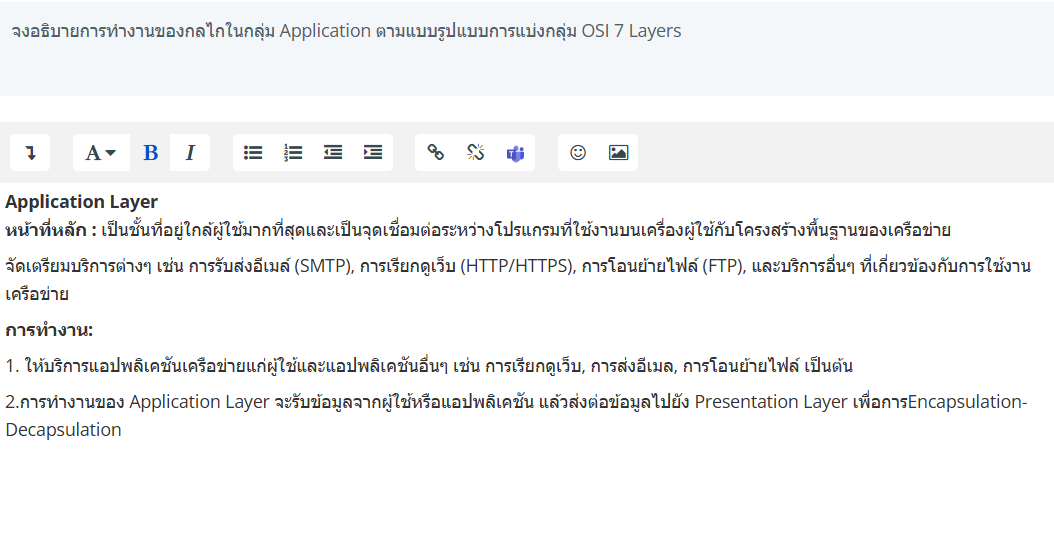 จงอธิบายการทำงานของกลไกในกลุ่ม Application ตามแบบรูปแบบการแบ่งกลุ่ม OSI 7 Layers
A B I
Application Layer
หน้าที่หลัก : เป็นชั้นที่อยู่ใกล้ผู้ใช้มากที่สุดและเป็นจุดเชื่อมต่อระหว่างโปรแกรมที่ใช้งานบนเครื่องผู้ใช้กับโครงสร้างพื้นฐานของเครือข่าย
จัดเตรียมบริการต่างๆ เช่น การรับส่งอีเมล์ (SMTP), การเรียกดูเว็บ (HTTP/HTTPS), การโอนย้ายไฟล์ (FTP), และบริการอื่นๆ ที่เกี่ยวข้องกับการใช้งาน
เครือข่าย
การทำงาน:
1. ให้บริการแอปพลิเคชันเครือข่ายแก่ผู้ใช้และแอปพลิเคชันอื่นๆ เช่น การเรียกดูเว็บ, การส่งอีเมล, การโอนย้ายไฟล์ เป็นต้น
2.การทำงานของ Application Layer จะรับข้อมูลจากผู้ใช้หรือแอปพลิเคชัน แล้วส่งต่อข้อมูลไปยัง Presentation Layer เพื่อการEncapsulation-
Decapsulation